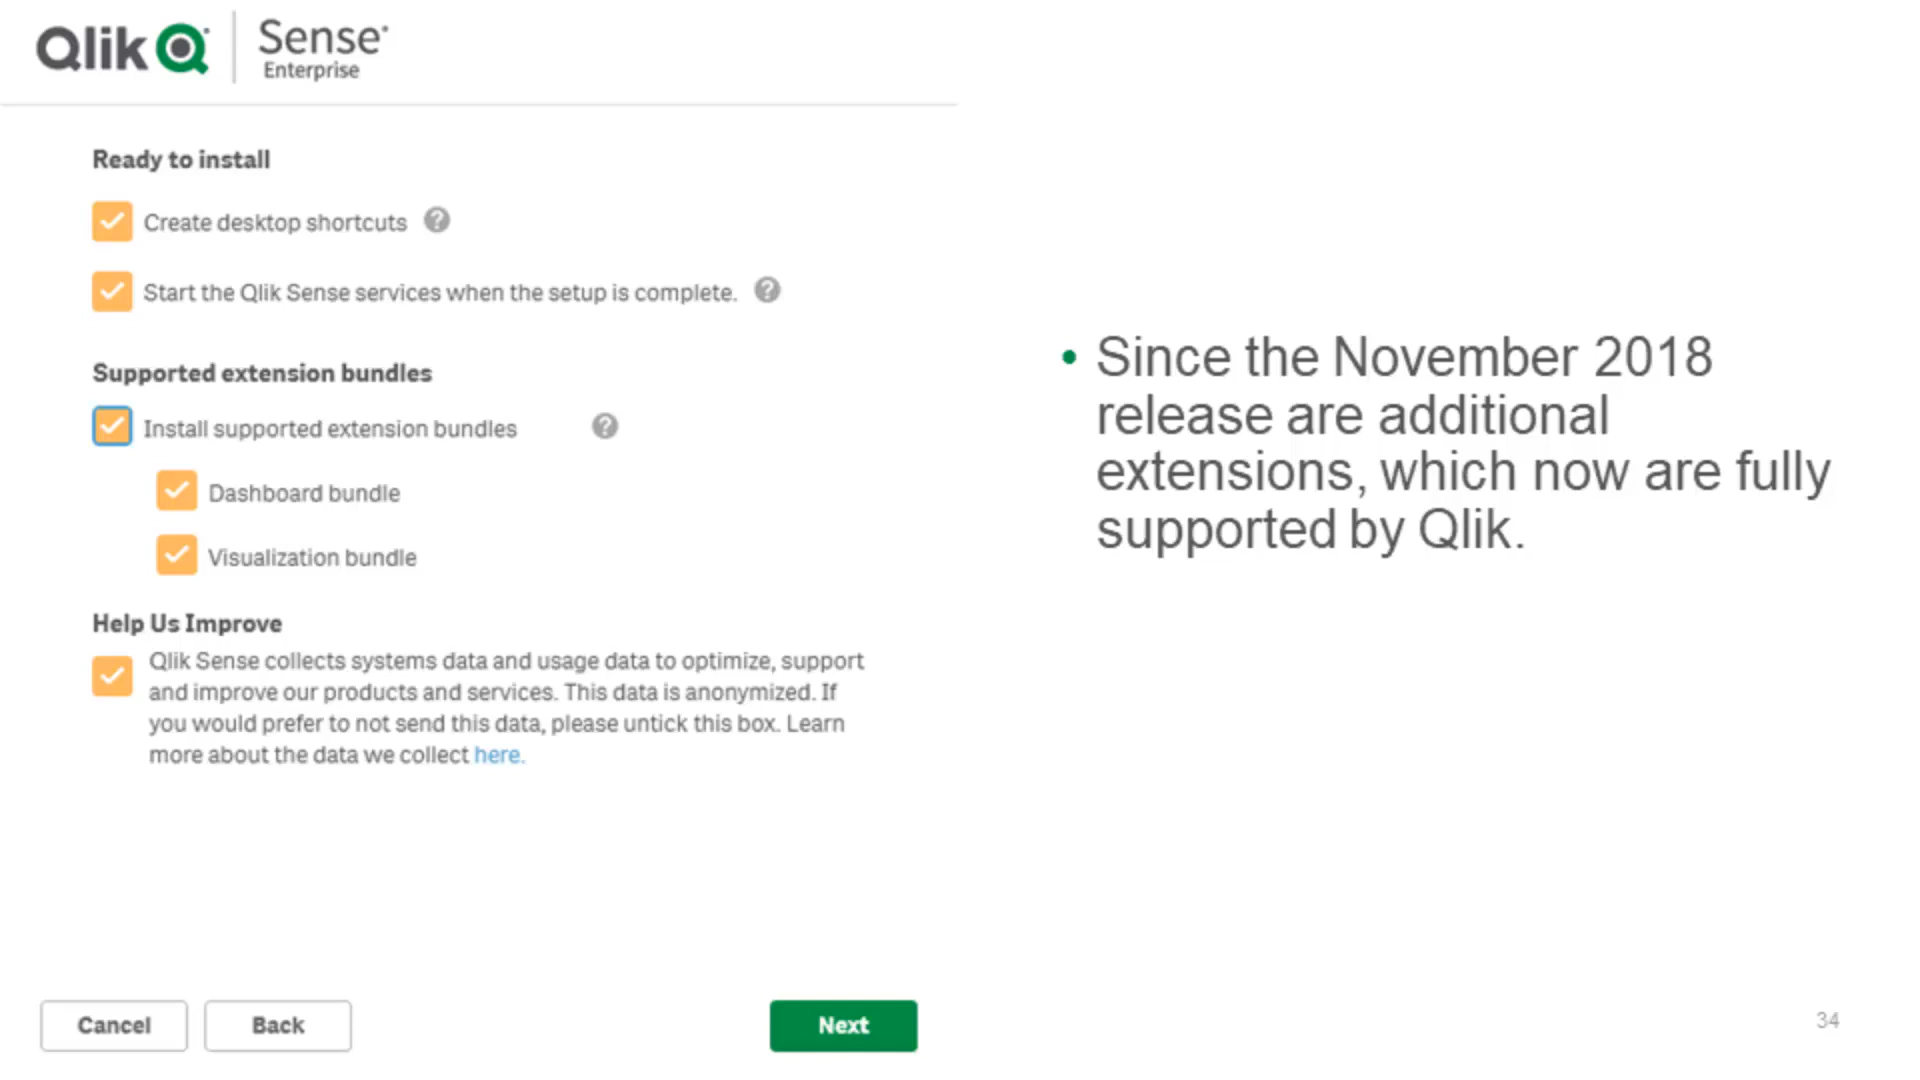 Qlik
Sense
Enterprise
Ready to install
Create desktop shortcuts ?
Start the Qlik Sense services when the setup is complete. ?
Supported extension bundles
Install supported extension bundles ?
Dashboard bundle
Visualization bundle
Help Us Improve
Qlik Sense collects systems data and usage data to optimize, support
and improve our products and services. This data is anonymized. If
you would prefer to not send this data, please untick this box. Learn
more about the data we collect here.
Cancel
Back
Next
• Since the November 2018
release are additional
extensions, which now are fully
supported by Qlik.
34